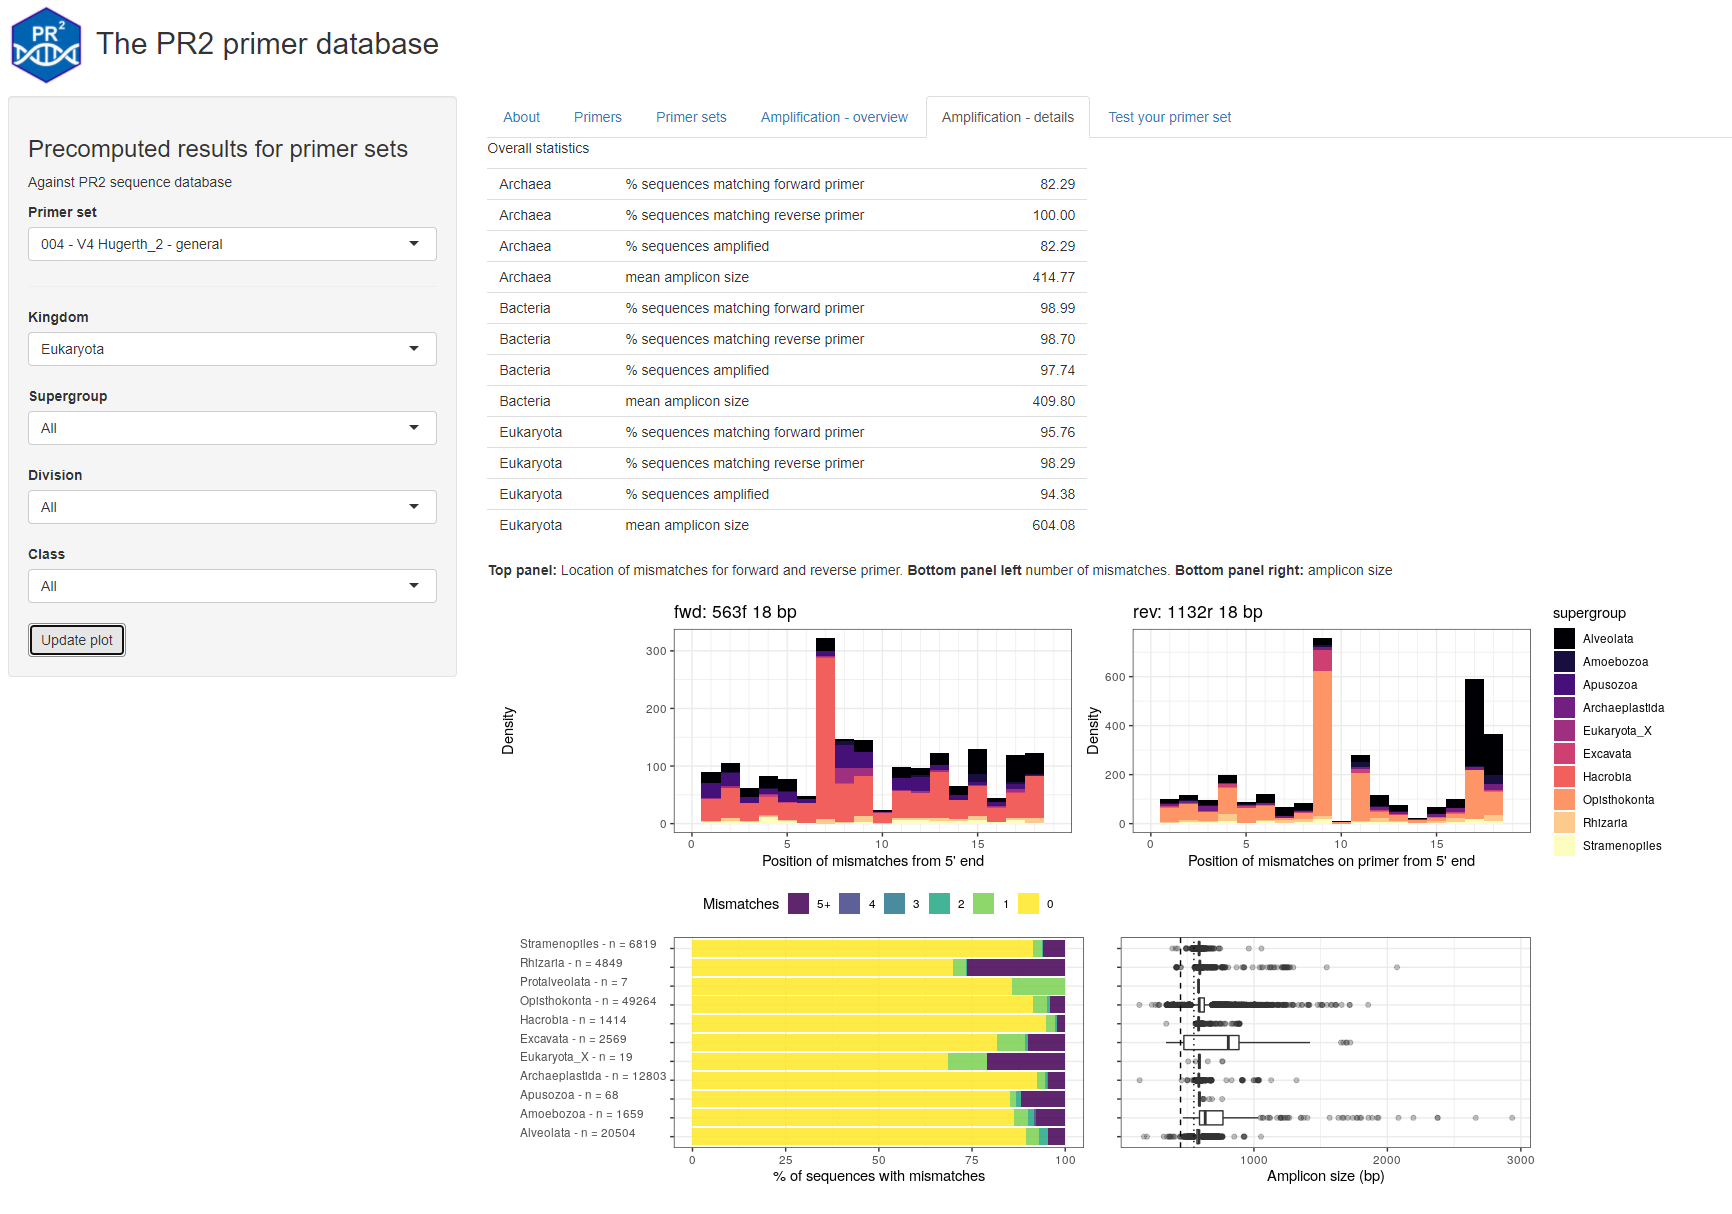 PR2
The PR2 primer database
Precomputed results for primer sets
Against PR2 sequence database
Primer set
004 - V4 Hugerth_2 - general
Kingdom
Eukaryota
Supergroup
All
Division
All
Class
All
Update plot
About Primers Primer sets Amplification - overview Amplification - details Test your primer set
Overall statistics
Archaea % sequences matching forward primer 82.29
Archaea % sequences matching reverse primer 100.00
Archaea % sequences amplified 82.29
Archaea mean amplicon size 414.77
Bacteria % sequences matching forward primer 98.99
Bacteria % sequences matching reverse primer 98.70
Bacteria % sequences amplified 97.74
Bacteria mean amplicon size 409.80
Eukaryota % sequences matching forward primer 95.76
Eukaryota % sequences matching reverse primer 98.29
Eukaryota % sequences amplified 94.38
Eukaryota mean amplicon size 604.08
Top panel: Location of mismatches for forward and reverse primer. Bottom panel left number of mismatches. Bottom panel right: amplicon size
fwd: 563f 18 bp
Density
300
200
100
0
0 5 10 15
Position of mismatches from 5' end
rev: 1132r 18 bp
Density
600
400
200
0
0 5 10 15
Position of mismatches on primer from 5' end
supergroup
Alveolata
Amoebozoa
Apusozoa
Archaeplastida
Eukaryota_X
Excavata
Hacrobia
Opisthokonta
Rhizaria
Stramenopiles
Mismatches 5+ 4 3 2 1 0
Stramenopiles - n = 6819
Rhizaria - n = 4849
Protalveolata - n = 7
Opisthokonta - n = 49264
Hacrobia - n = 1414
Excavata - n = 2569
Eukaryota_X - n = 19
Archaeplastida - n = 12803
Apusozoa - n = 68
Amoebozoa - n = 1659
Alveolata - n = 20504
0 25 50 75 100
% of sequences with mismatches
1000 2000 3000
Amplicon size (bp)